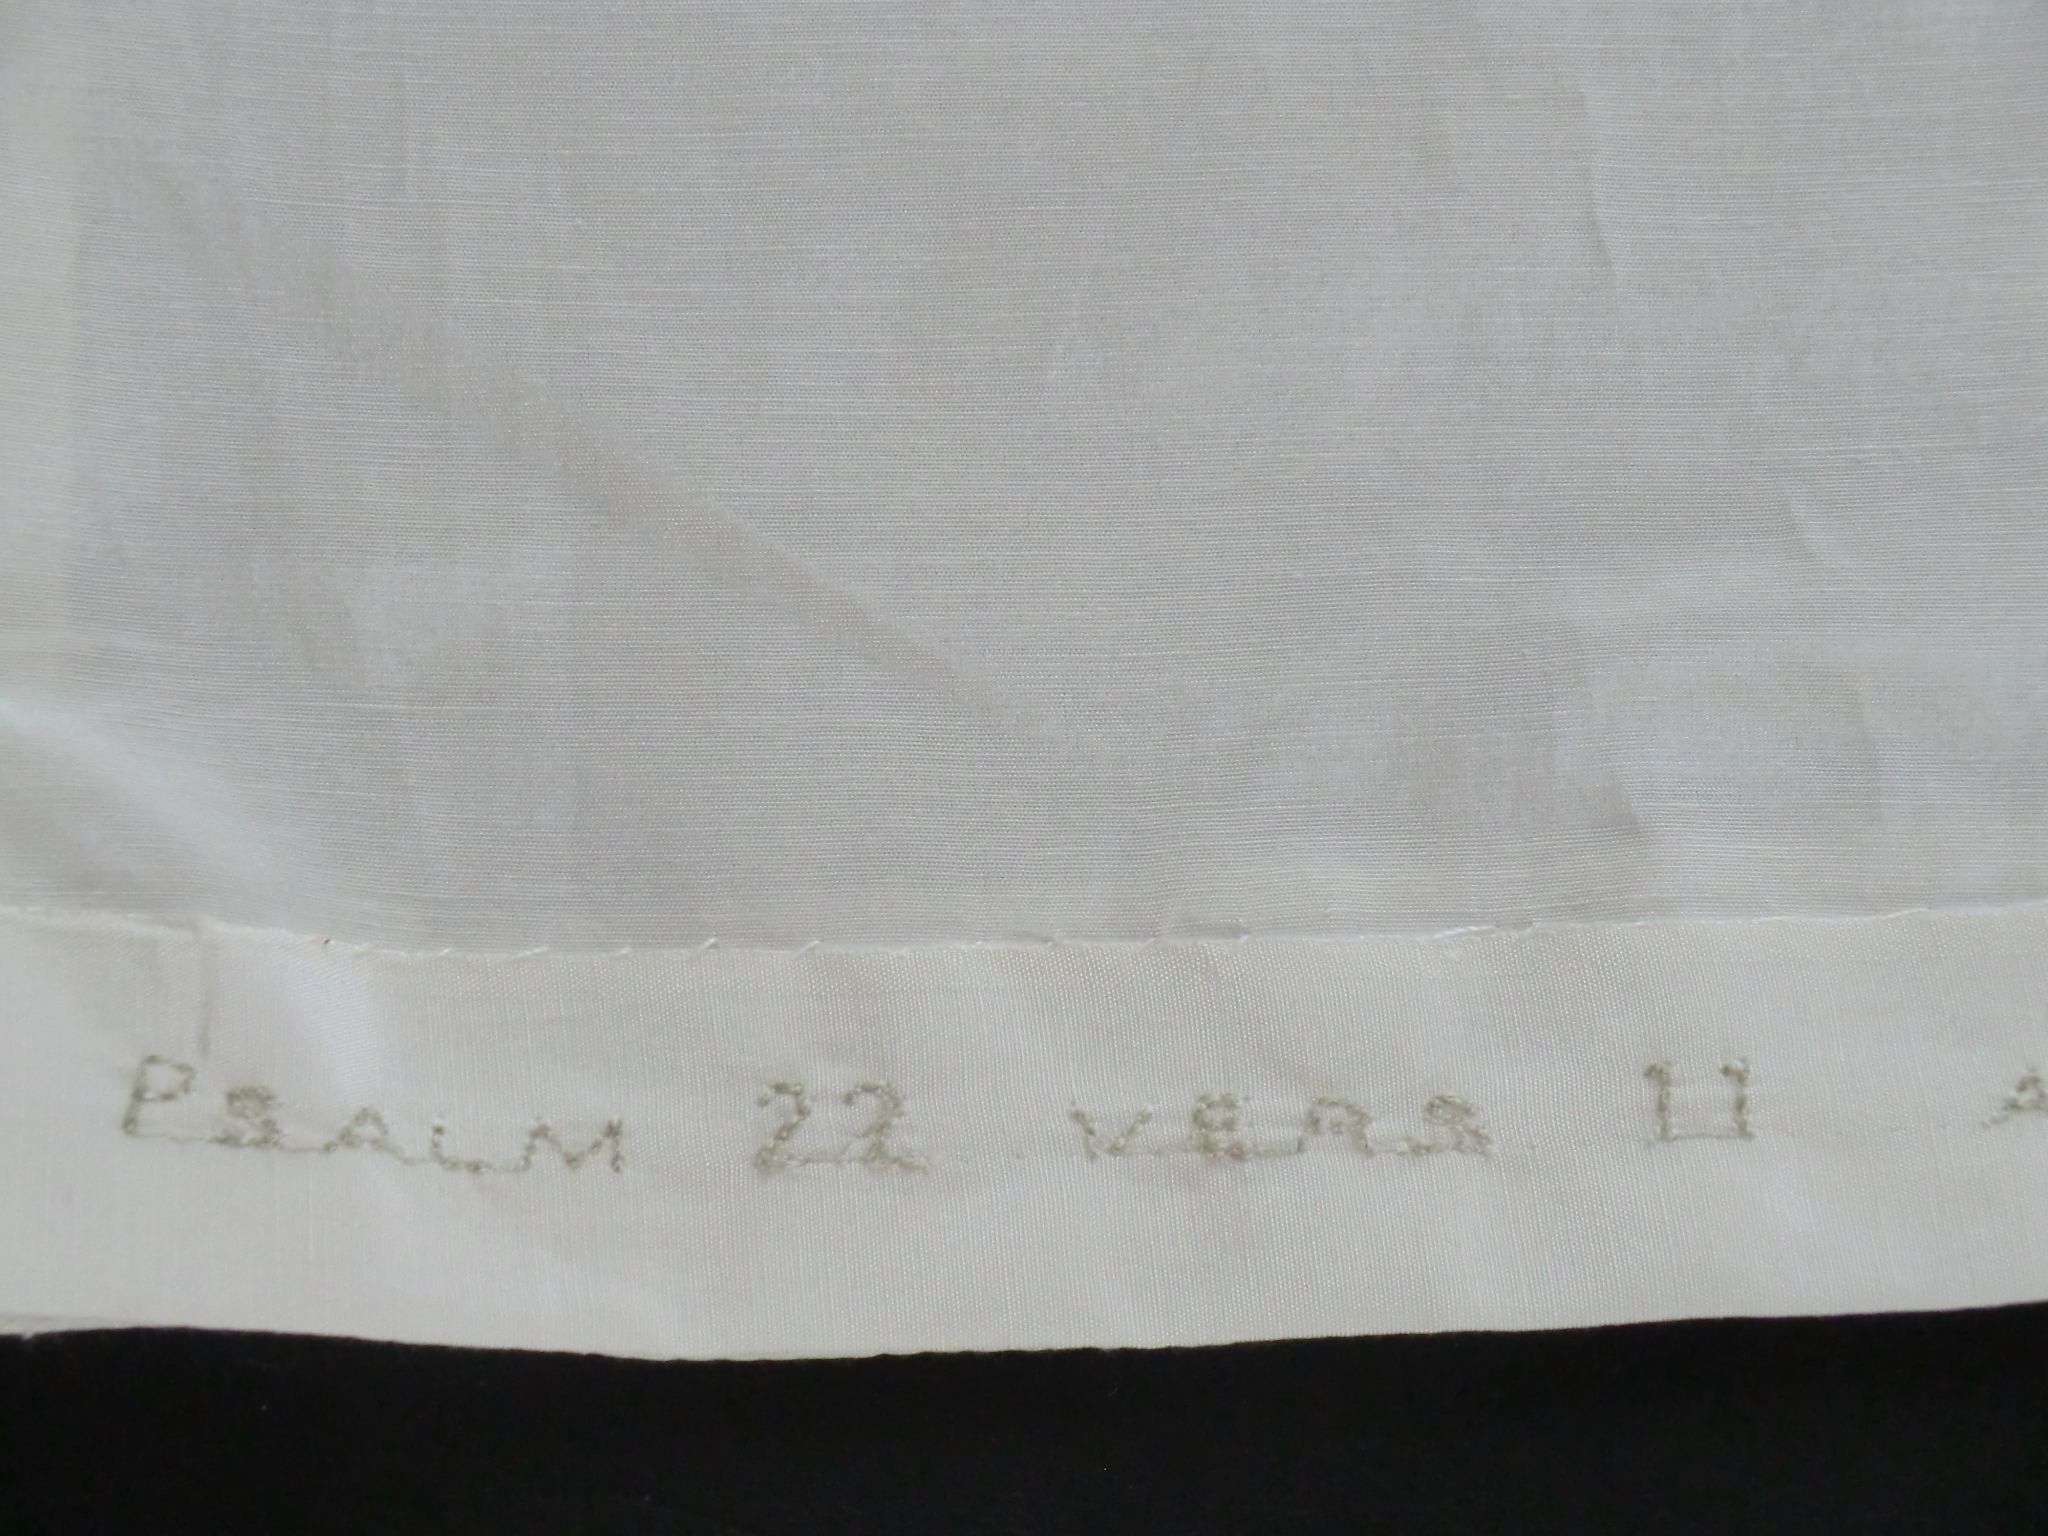 PSALM 22 VERS 11 A